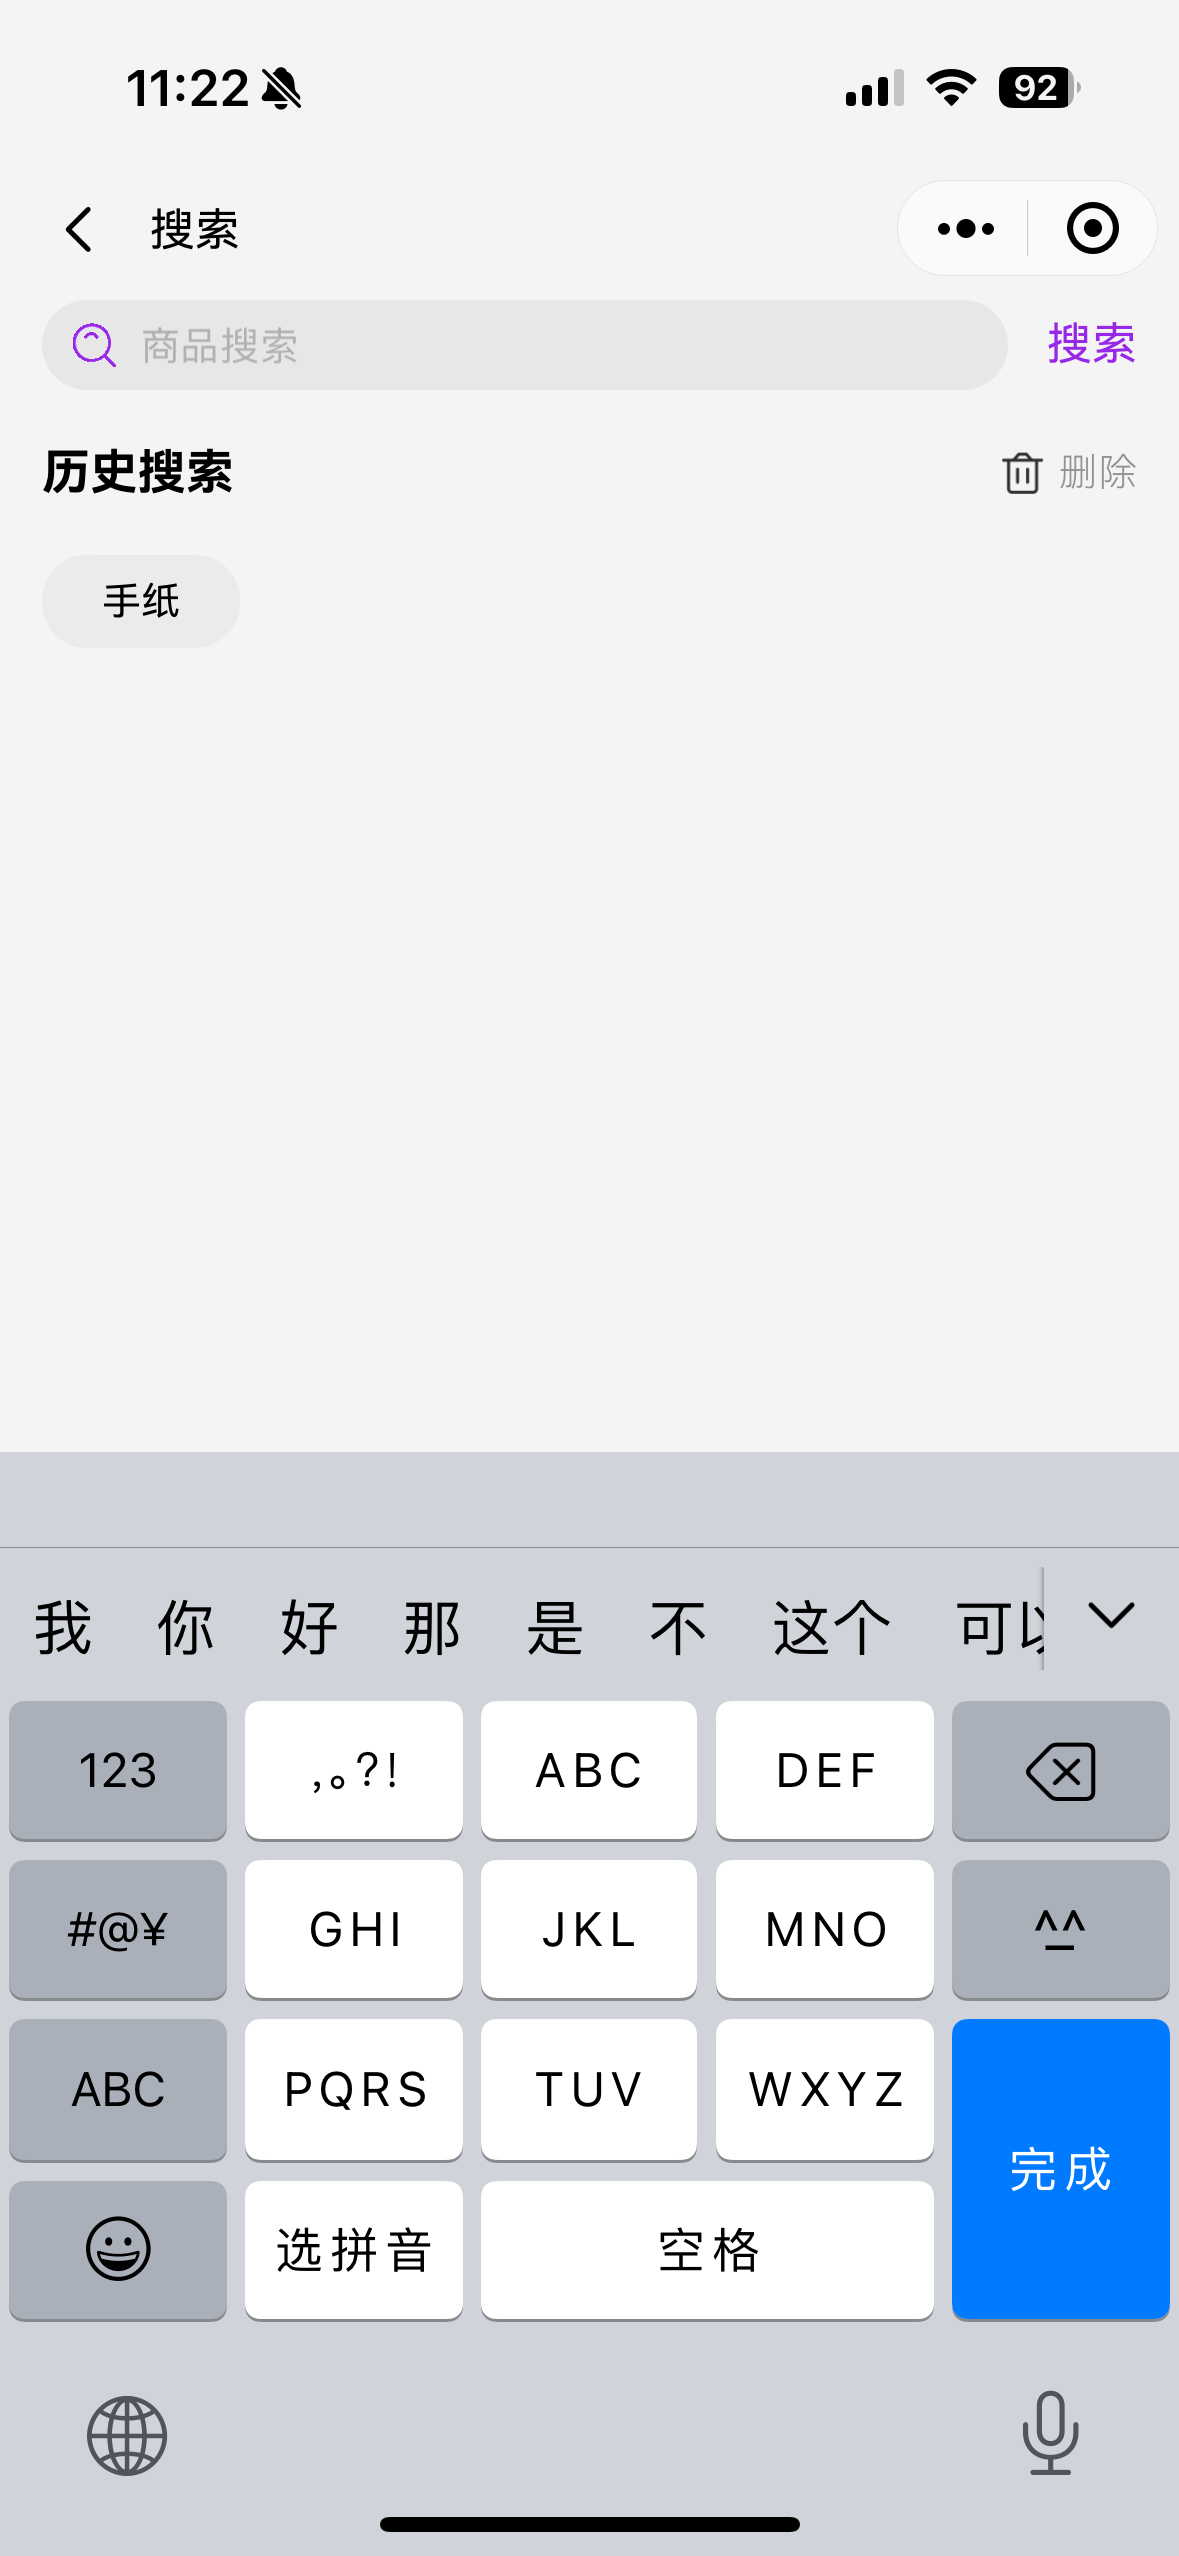 11:22 92
搜索
商品搜索 搜索
历史搜索 删除
手纸
我 你 好 那 是 不 这个 可以
123 ,。?! ABC DEF
#@¥ GHI JKL MNO ^_^
ABC PQRS TUV WXYZ
完成
选拼音 空格